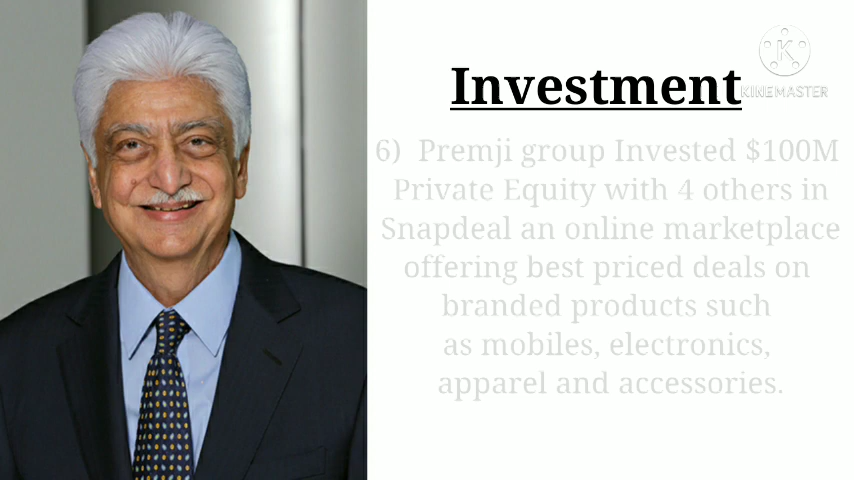 Investment
KINEMASTER
6) Premji group Invested $100M
Private Equity with 4 others in
Snapdeal an online marketplace
offering best priced deals on
branded products such
as mobiles, electronics,
apparel and accessories.